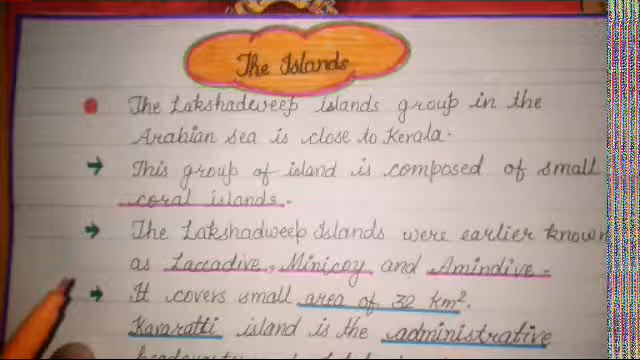 The Islands
The Lakshadweep islands group in the
Arabian sea is close to Kerala.
This group of island is composed of small
coral islands.
The Lakshadweep Islands were earlier known
as Laccadive, Minicoy and Amindive.
It covers small area of 32 km².
Kavaratti island is the administrative